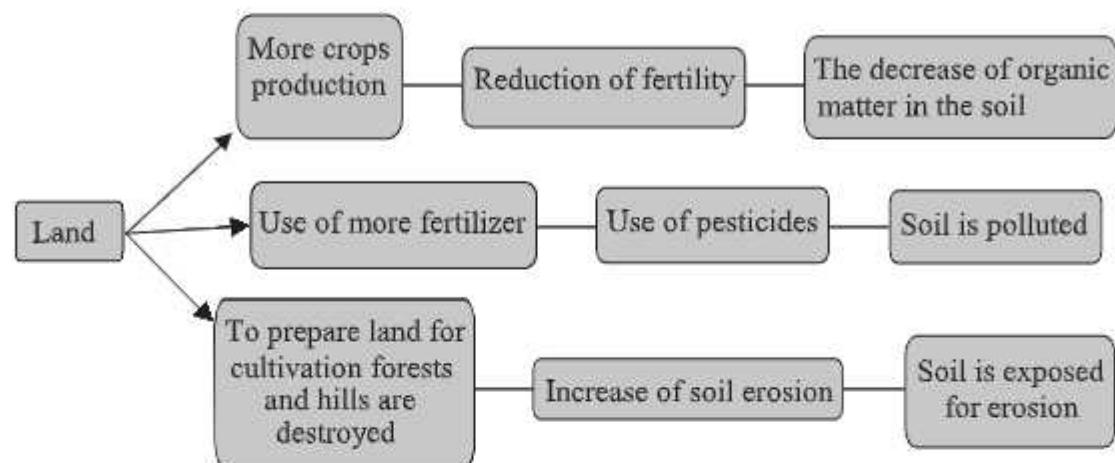 More crops
production
Reduction of fertility
The decrease of organic
matter in the soil
Land
Use of more fertilizer
Use of pesticides
Soil is polluted
To prepare land for
cultivation forests
and hills are
destroyed
Increase of soil erosion
Soil is exposed
for erosion